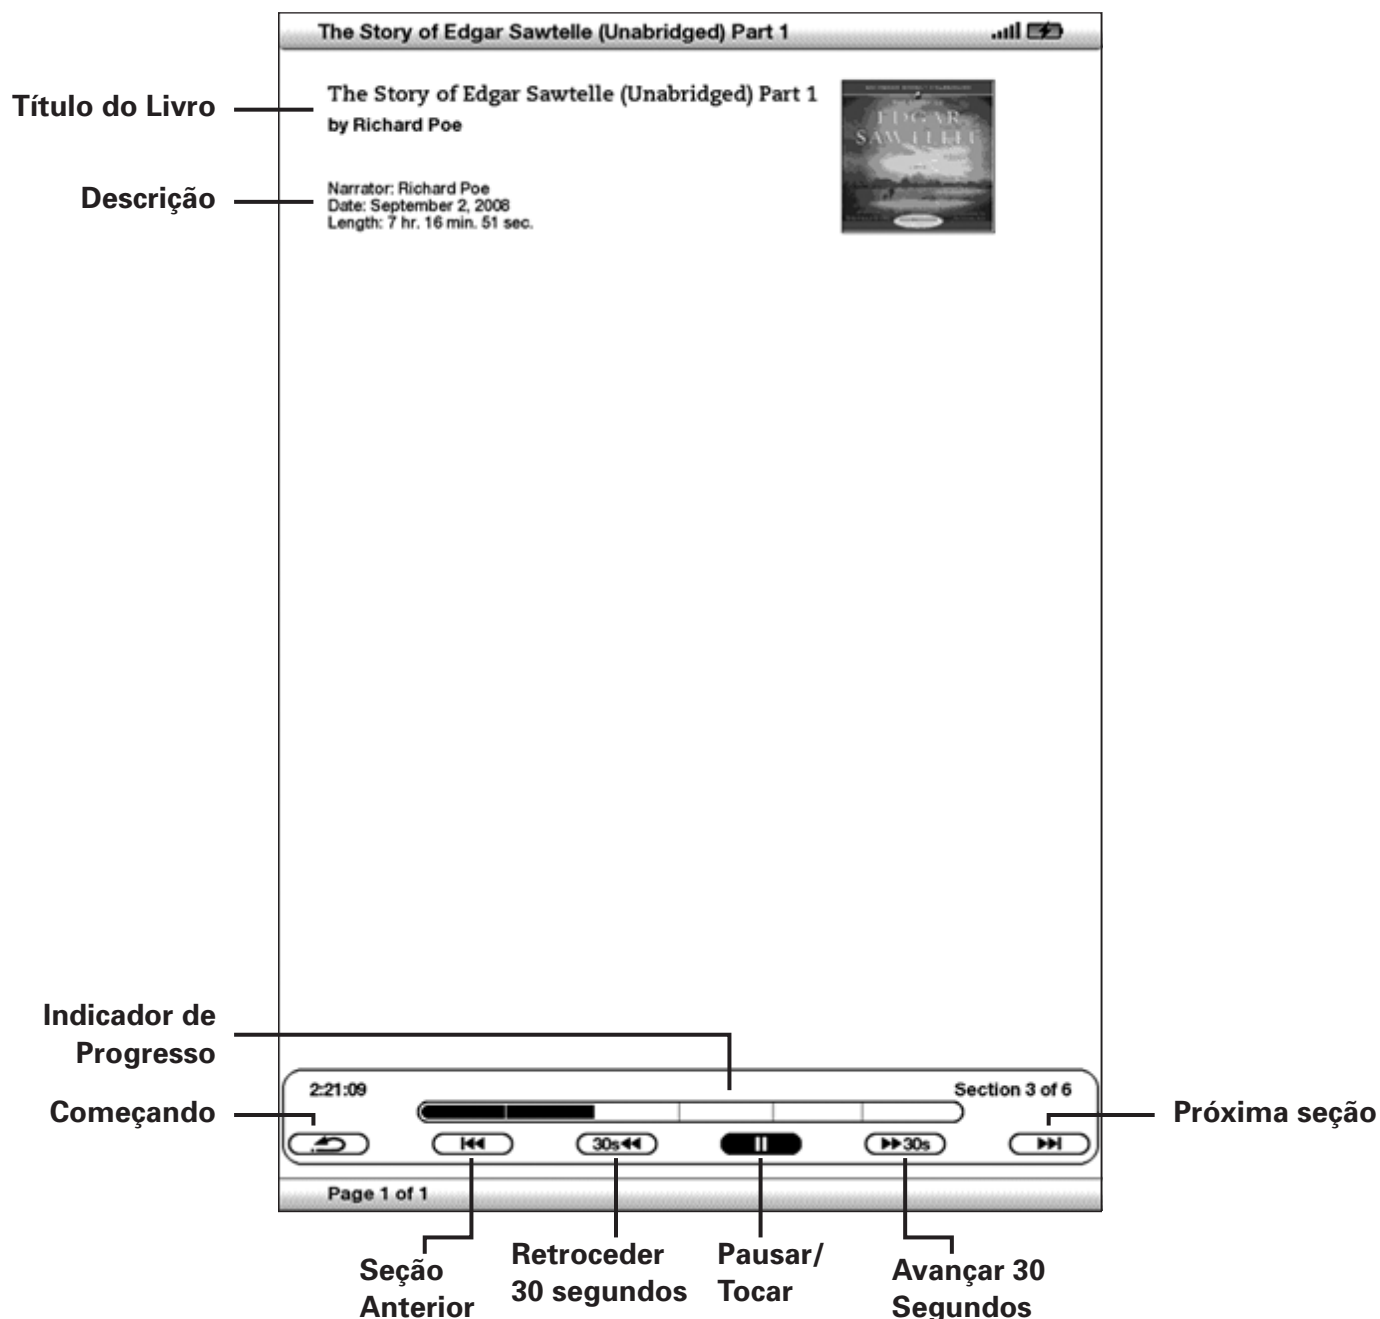 The Story of Edgar Sawtelle (Unabridged) Part 1
Título do Livro
The Story of Edgar Sawtelle (Unabridged) Part 1
by Richard Poe
EDGAR
SAWTELLE
Descrição
Narrator: Richard Poe
Date: September 2, 2008
Length: 7 hr. 16 min. 51 sec.
Indicador de
Progresso
2:21:09
Section 3 of 6
Começando
Próxima seção
30s
30s
Page 1 of 1
Seção
Anterior
Retroceder
30 segundos
Pausar/
Tocar
Avançar 30
Segundos